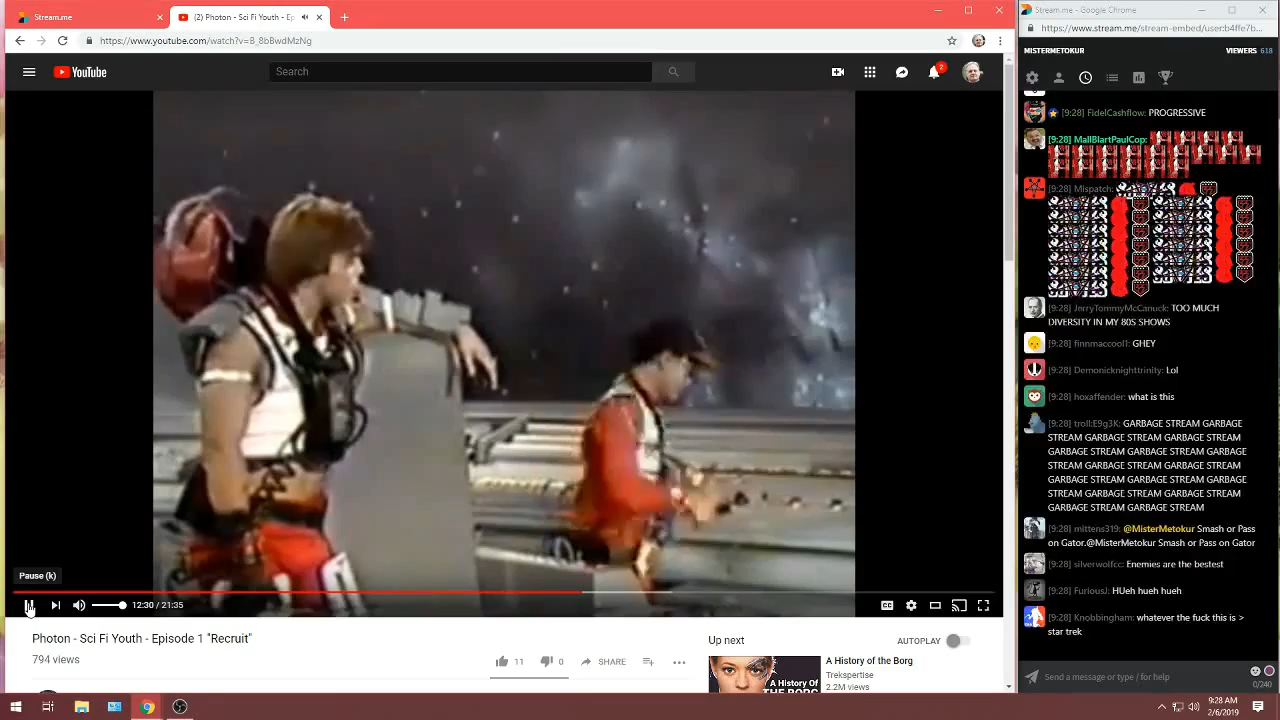 Stream.me
(2) Photon - Sci Fi Youth - Ep
https://www.youtube.com/watch?v=B_8bBwdMzNg
YouTube
Search
2
Pause (k)
12:30 / 21:35
CC
Photon - Sci Fi Youth - Episode 1 "Recruit"
794 views
11
0
SHARE
Up next
AUTOPLAY
A History Of
THE BORG
A History of the Borg
Trekspertise
2.2M views
Stream.me - Google Chrome
https://www.stream.me/stream-embed/user:b4ffe7b...
MISTERMETOKUR
VIEWERS 618
[9:28] FidelCashflow: PROGRESSIVE
[9:28] MallBlartPaulCop:
[9:28] Mispatch:
[9:28] JerryTommyMcCanuck: TOO MUCH
DIVERSITY IN MY 80S SHOWS
[9:28] finnmaccool1: GHEY
[9:28] Demonicknighttrinity: Lol
[9:28] hoxaffender: what is this
[9:28] troll:E9g3K: GARBAGE STREAM GARBAGE
STREAM GARBAGE STREAM GARBAGE STREAM
GARBAGE STREAM GARBAGE STREAM
GARBAGE STREAM GARBAGE STREAM
GARBAGE STREAM GARBAGE STREAM
GARBAGE STREAM GARBAGE STREAM
GARBAGE STREAM GARBAGE STREAM
[9:28] mittens319: @MisterMetokur Smash or Pass
on Gator.@MisterMetokur Smash or Pass on Gator
[9:28] silverwolfcc: Enemies are the bestest
[9:28] FuriousJ: HUeh hueh hueh
[9:28] Knobbingham: whatever the fuck this is >
star trek
Send a message or type / for help
0/240
9:28 AM
2/6/2019